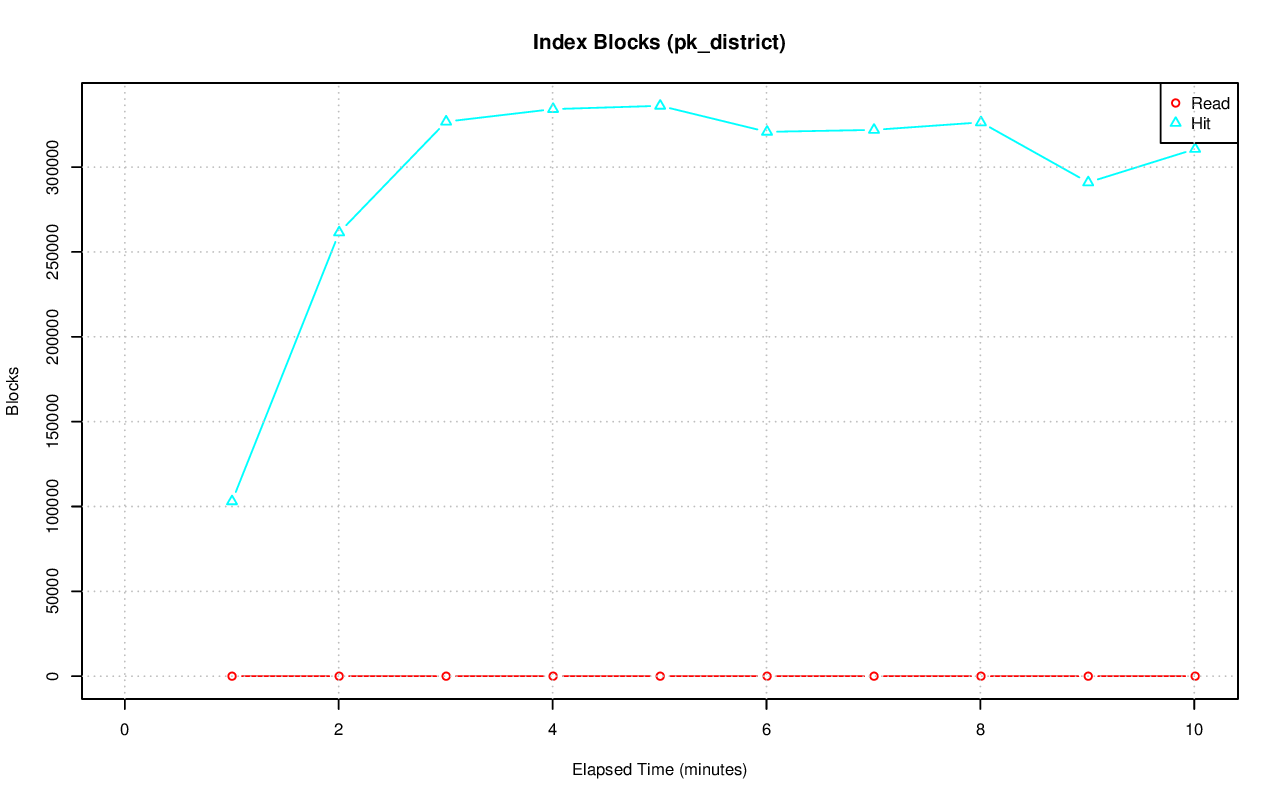 Index Blocks (pk_district)
Read
Hit
Blocks
300000
250000
200000
150000
100000
50000
0
0 2 4 6 8 10
Elapsed Time (minutes)